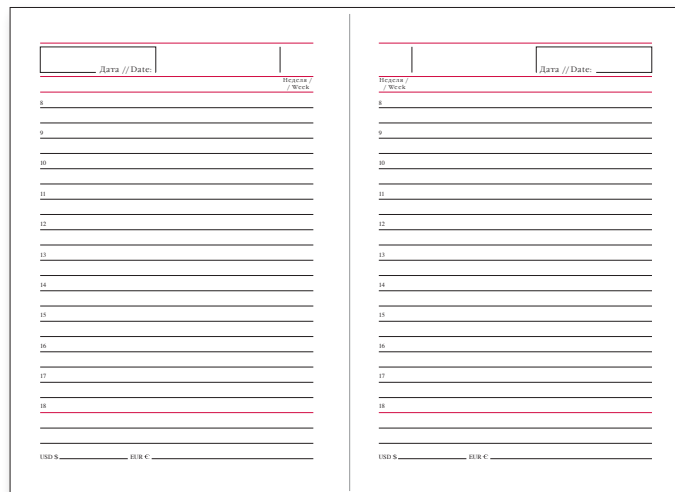 Дата // Date:
Неделя /
/ Week
8
9
10
11
12
13
14
15
16
17
18
USD $ EUR €
Дата // Date:
Неделя /
/ Week
8
9
10
11
12
13
14
15
16
17
18
USD $ EUR €